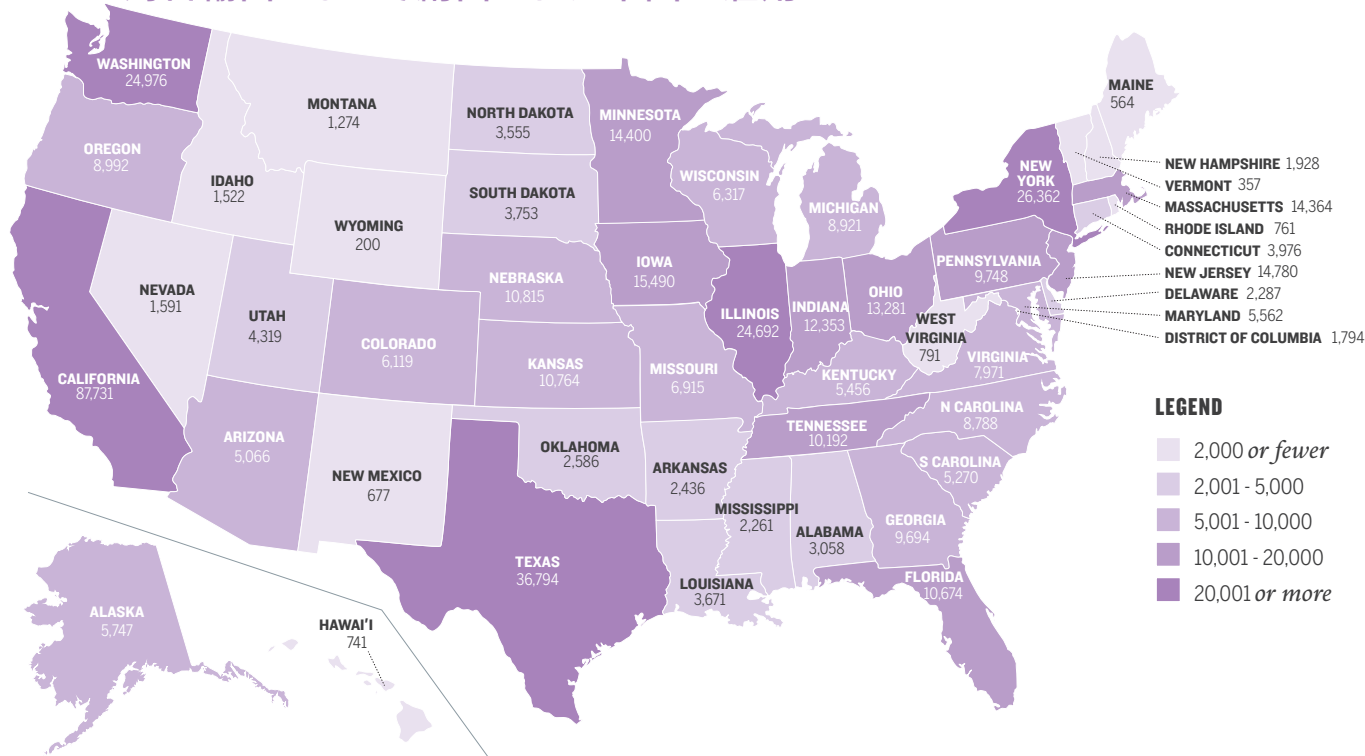 WASHINGTON
24,976
OREGON
8,992
CALIFORNIA
87,731
NEVADA
1,591
IDAHO
1,522
MONTANA
1,274
WYOMING
200
UTAH
4,319
COLORADO
6,119
ARIZONA
5,066
NEW MEXICO
677
NORTH DAKOTA
3,555
SOUTH DAKOTA
3,753
NEBRASKA
10,815
KANSAS
10,764
OKLAHOMA
2,586
TEXAS
36,794
MINNESOTA
14,400
IOWA
15,490
MISSOURI
6,915
ARKANSAS
2,436
LOUISIANA
3,671
WISCONSIN
6,317
ILLINOIS
24,692
MICHIGAN
8,921
INDIANA
12,353
OHIO
13,281
KENTUCKY
5,456
TENNESSEE
10,192
MISSISSIPPI
2,261
ALABAMA
3,058
GEORGIA
9,694
FLORIDA
10,674
S CAROLINA
5,270
N CAROLINA
8,788
VIRGINIA
7,971
WEST
VIRGINIA
791
PENNSYLVANIA
9,748
NEW
YORK
26,362
MAINE
564
NEW HAMPSHIRE 1,928
VERMONT 357
MASSACHUSETTS 14,364
RHODE ISLAND 761
CONNECTICUT 3,976
NEW JERSEY 14,780
DELAWARE 2,287
MARYLAND 5,562
DISTRICT OF COLUMBIA 1,794
ALASKA
5,747
HAWAI'I
741
LEGEND
2,000 or fewer
2,001 - 5,000
5,001 - 10,000
10,001 - 20,000
20,001 or more